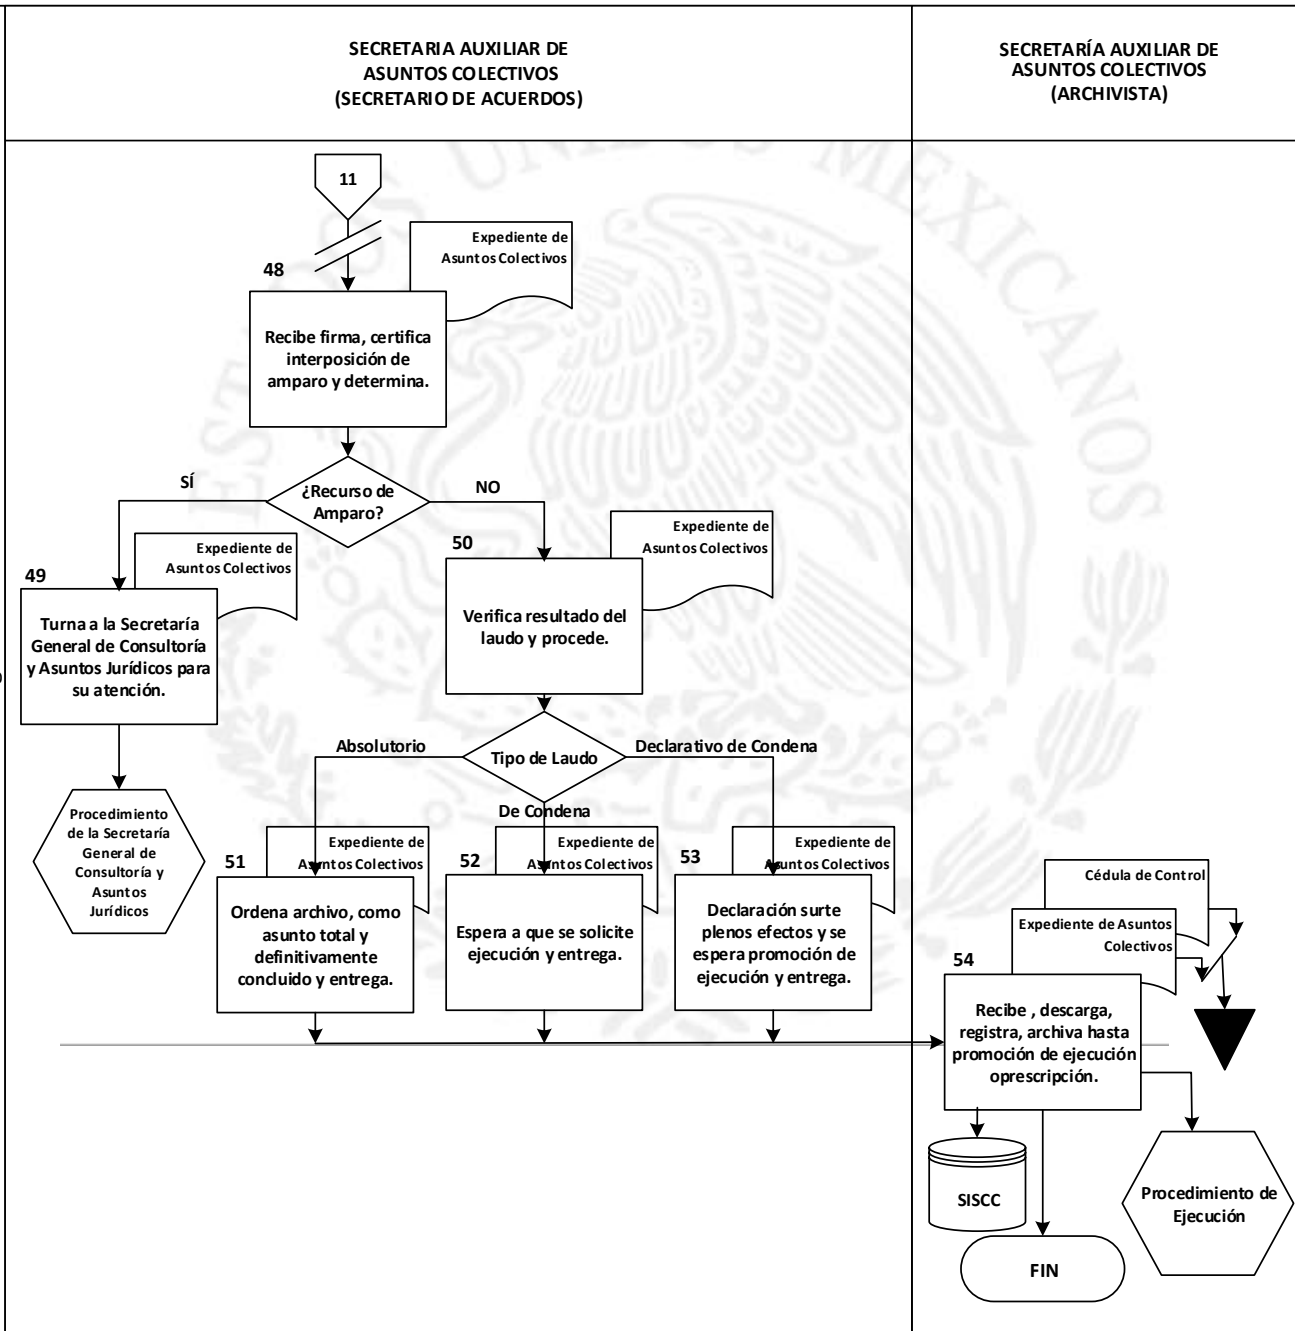 SECRETARIA AUXILIAR DE
ASUNTOS COLECTIVOS
(SECRETARIO DE ACUERDOS)
SECRETARÍA AUXILIAR DE
ASUNTOS COLECTIVOS
(ARCHIVISTA)
11
Expediente de
Asuntos Colectivos
48
Recibe firma, certifica
interposición de
amparo y determina.
¿Recurso de
Amparo?
SÍ
NO
Expediente de
Asuntos Colectivos
49
Turna a la Secretaría
General de Consultoría
y Asuntos Jurídicos para
su atención.
Procedimiento
de la Secretaría
General de
Consultoría y
Asuntos
Jurídicos
Expediente de
Asuntos Colectivos
50
Verifica resultado del
laudo y procede.
Tipo de Laudo
Absolutorio
De Condena
Declarativo de Condena
Expediente de
Asuntos Colectivos
51
Ordena archivo, como
asunto total y
definitivamente
concluido y entrega.
Expediente de
Asuntos Colectivos
52
Espera a que se solicite
ejecución y entrega.
Expediente de
Asuntos Colectivos
53
Declaración surte
plenos efectos y se
espera promoción de
ejecución y entrega.
Cédula de Control
Expediente de Asuntos
Colectivos
54
Recibe , descarga,
registra, archiva hasta
promoción de ejecución
oprescripción.
SISCC
Procedimiento de
Ejecución
FIN
ESTADOS UNIDOS MEXICANOS